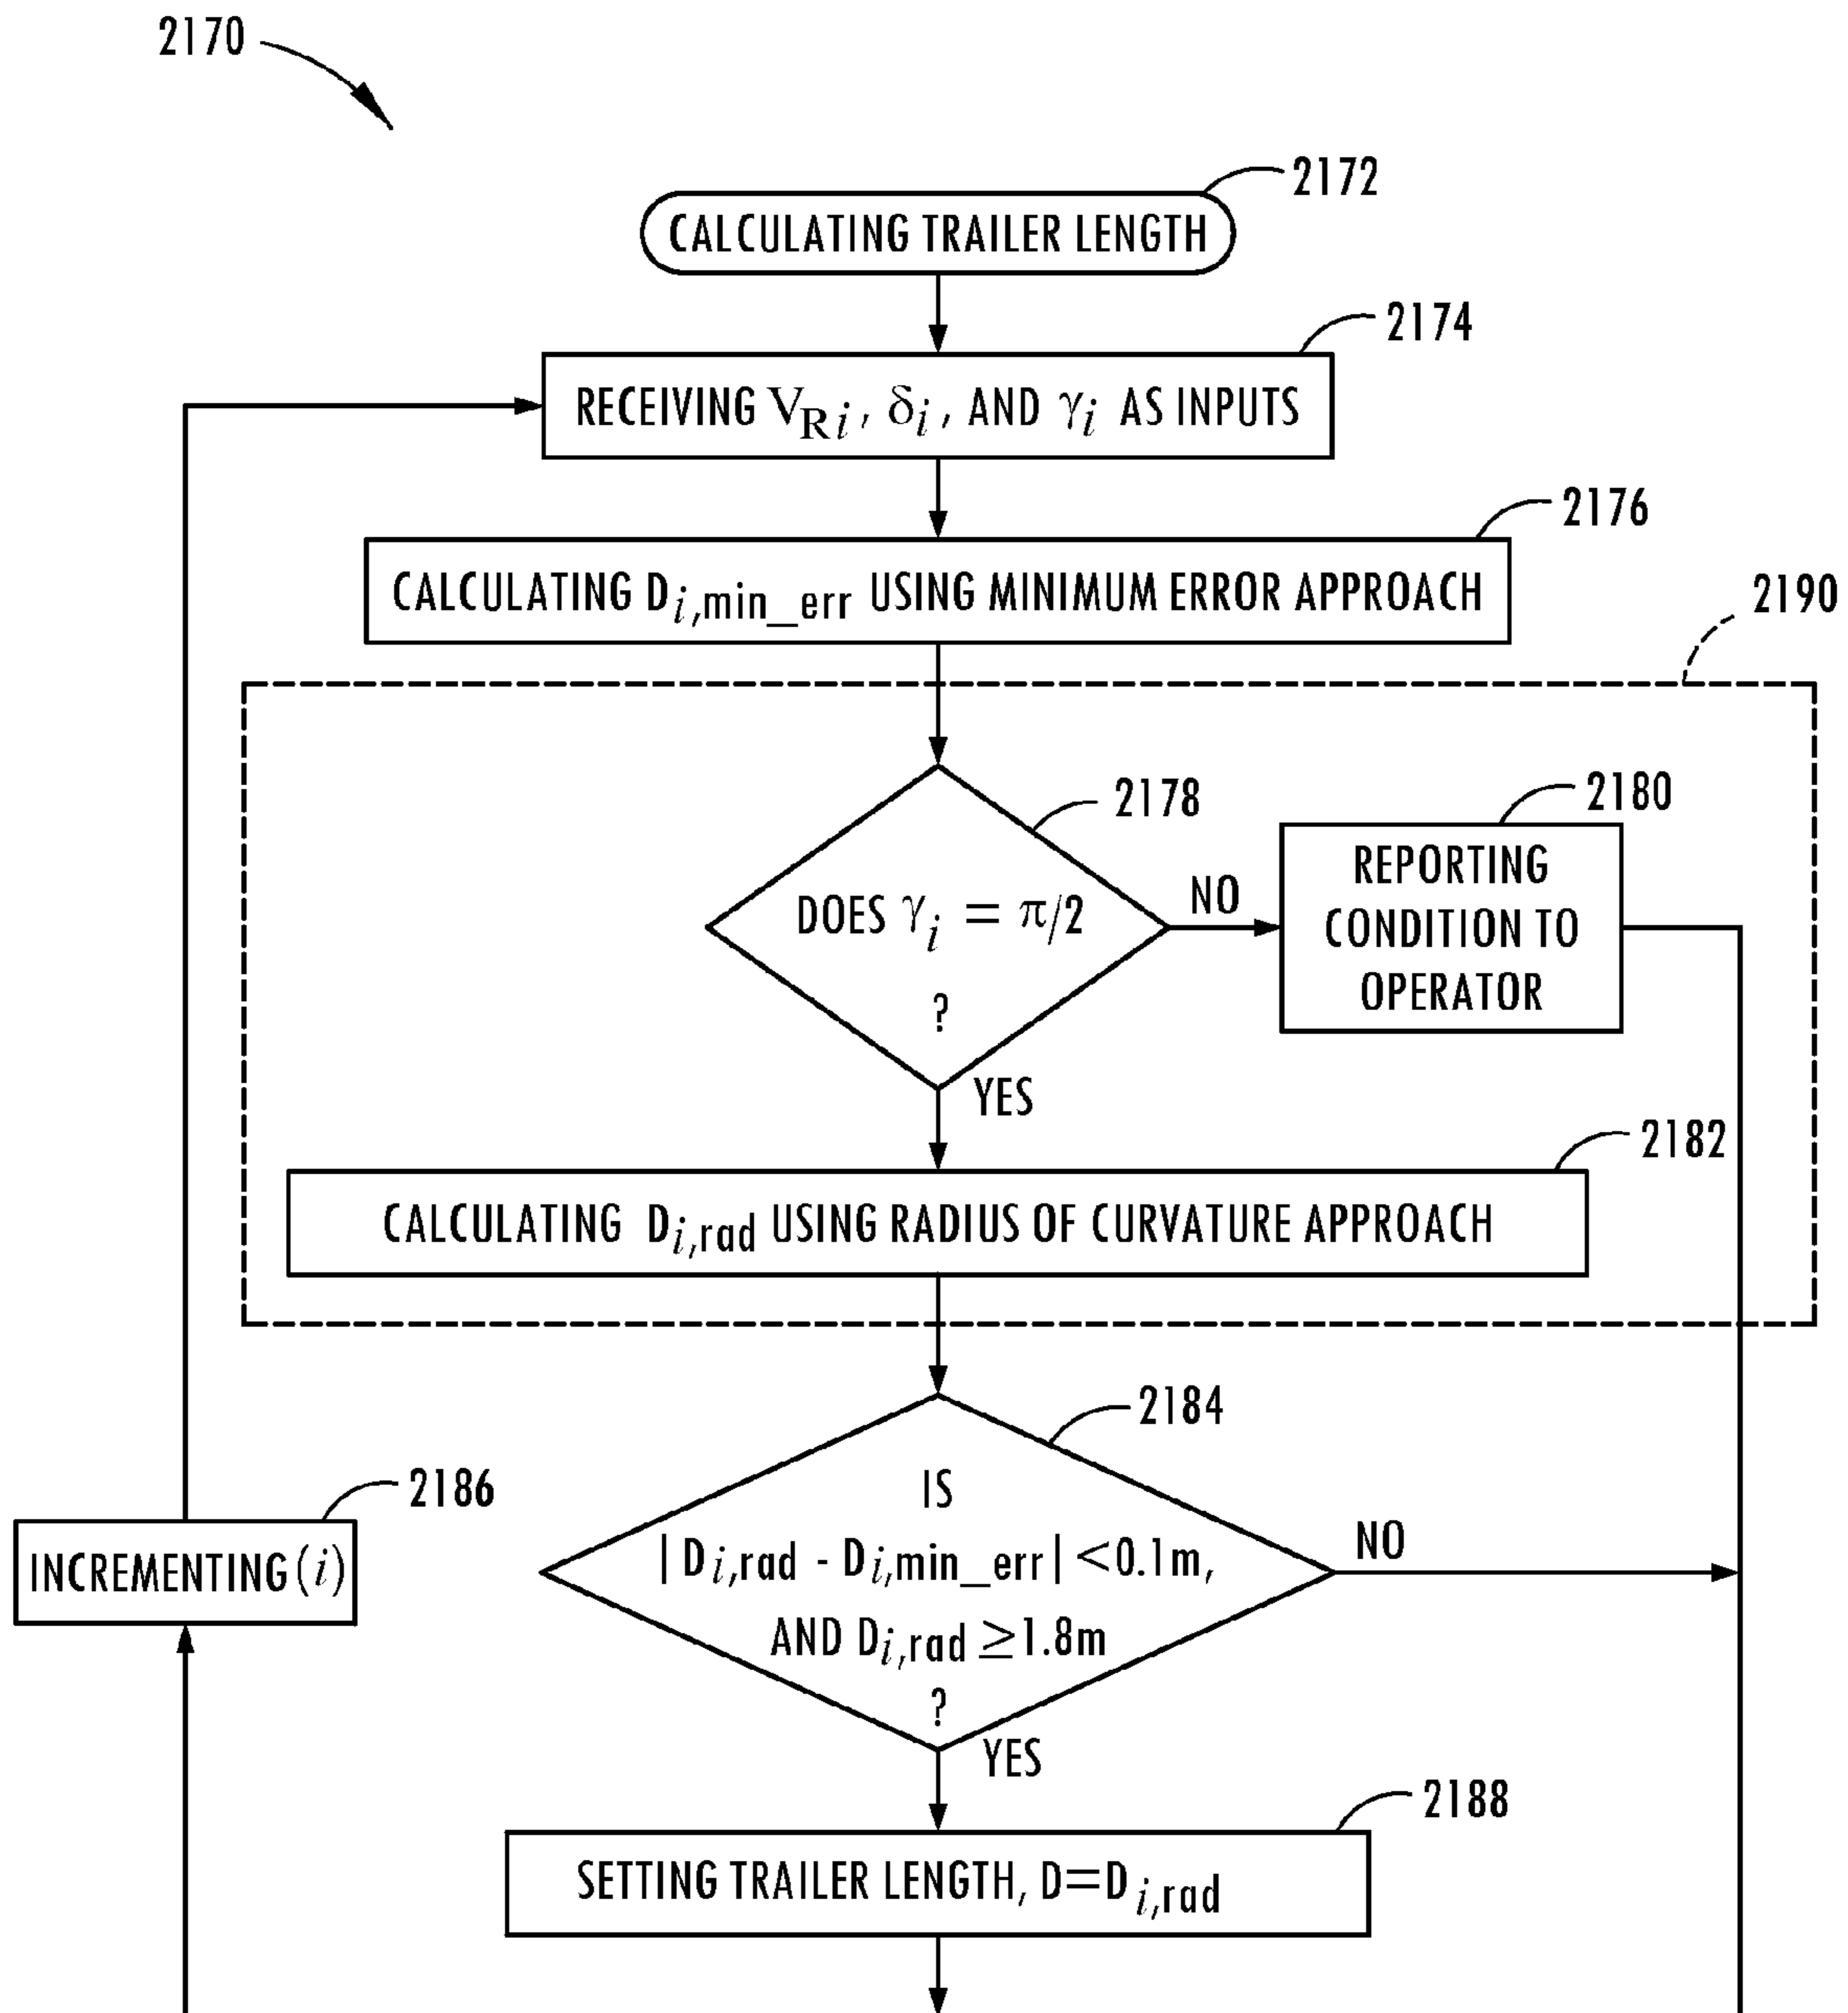 2170
2172
CALCULATING TRAILER LENGTH
2174
RECEIVING V_Ri, δ_i, AND γ_i AS INPUTS
2176
CALCULATING D_i,min_err USING MINIMUM ERROR APPROACH
2190
2178
DOES γ_i = π/2
?
NO
YES
2180
REPORTING
CONDITION TO
OPERATOR
2182
CALCULATING D_i,rad USING RADIUS OF CURVATURE APPROACH
2184
IS
|D_i,rad - D_i,min_err| <0.1m,
AND D_i,rad ≥1.8m
?
NO
YES
2186
INCREMENTING (i)
2188
SETTING TRAILER LENGTH, D=D_i,rad